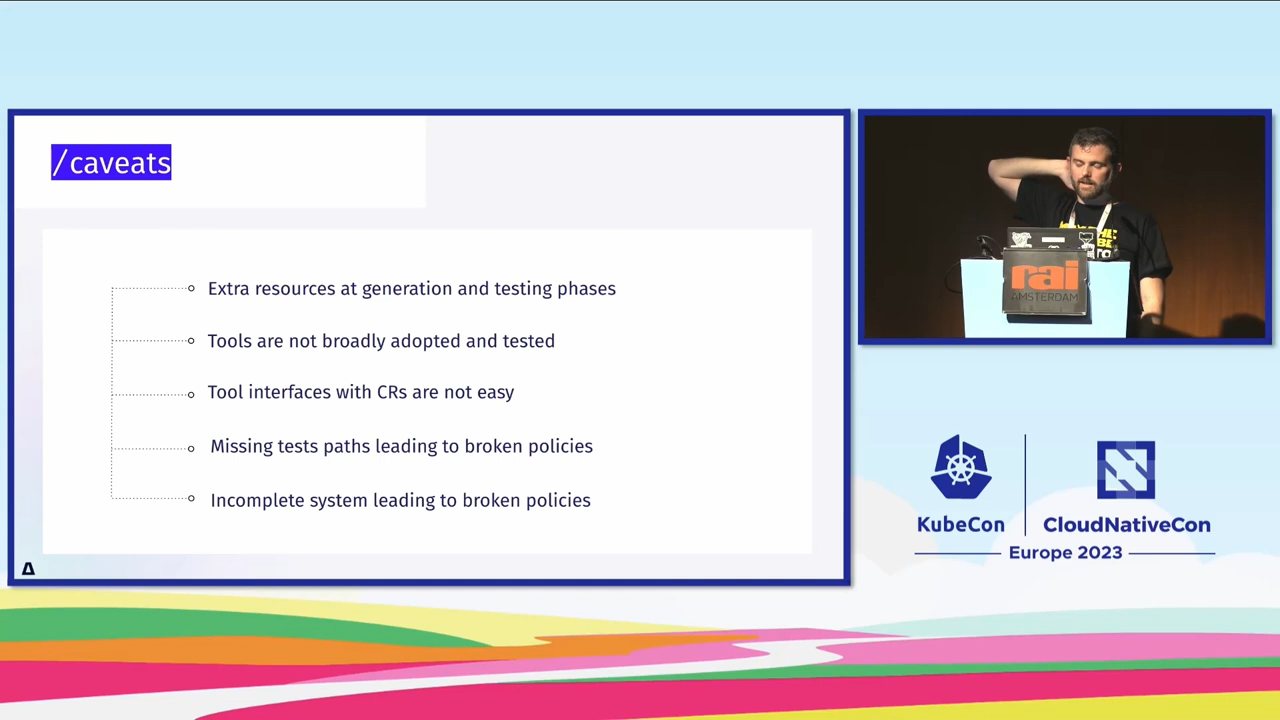 /caveats
Extra resources at generation and testing phases
Tools are not broadly adopted and tested
Tool interfaces with CRs are not easy
Missing tests paths leading to broken policies
Incomplete system leading to broken policies
rai
AMSTERDAM
KubeCon
CloudNativeCon
Europe 2023